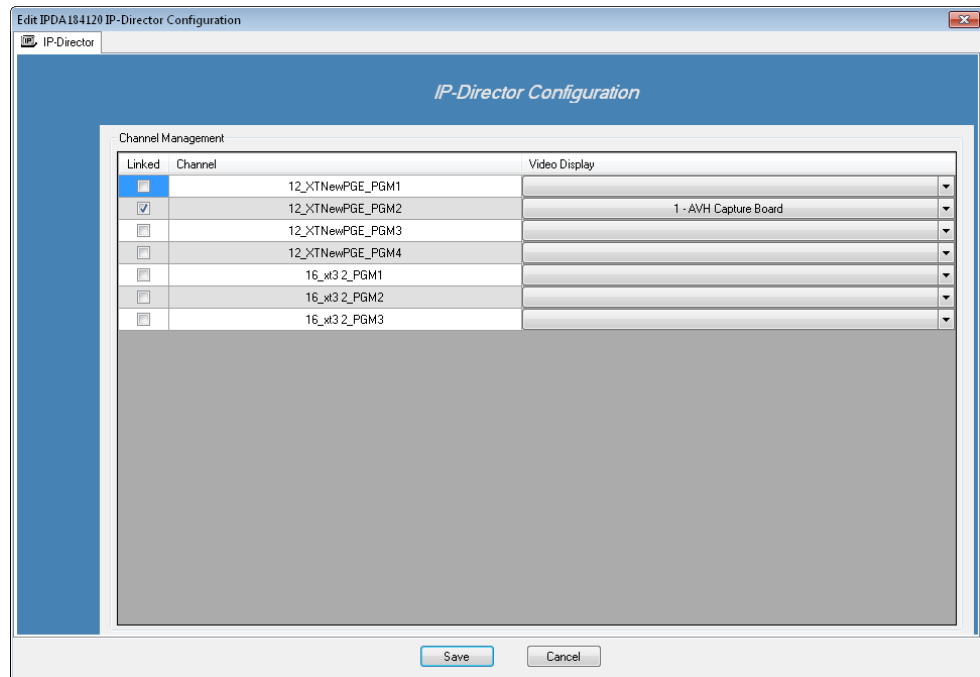 Edit IPDA184120 IP-Director Configuration
IP IP-Director
IP-Director Configuration
Channel Management
Linked Channel Video Display
12_XTNewPGE_PGM1
12_XTNewPGE_PGM2 1 - AVH Capture Board
12_XTNewPGE_PGM3
12_XTNewPGE_PGM4
16_xt3 2_PGM1
16_xt3 2_PGM2
16_xt3 2_PGM3
Save Cancel